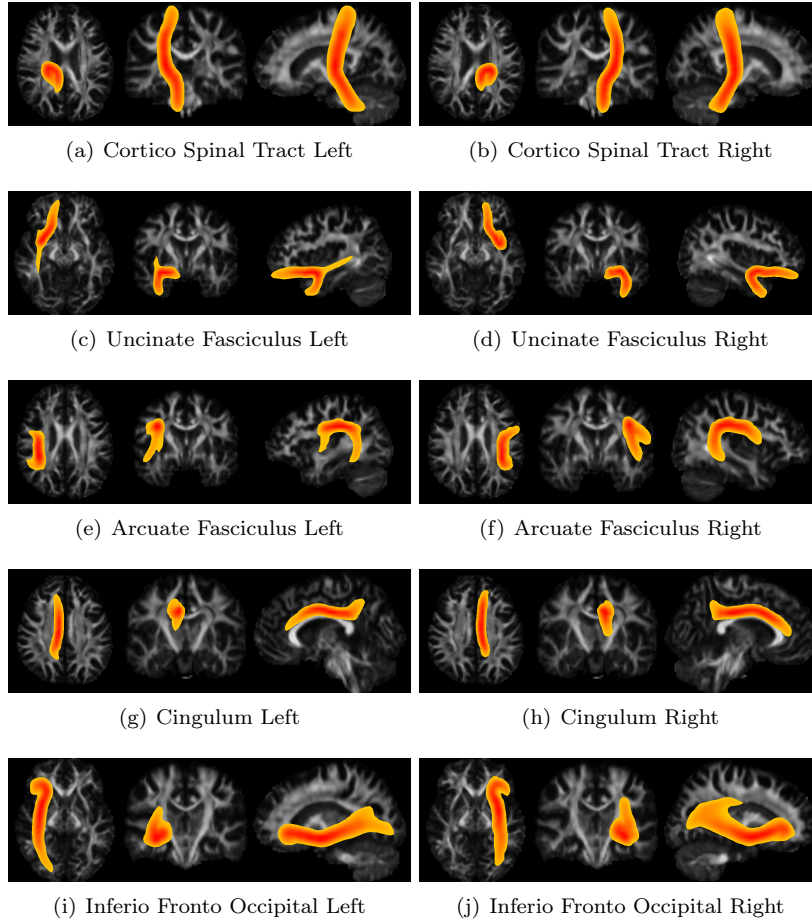 (a) Cortico Spinal Tract Left
(b) Cortico Spinal Tract Right
(c) Uncinate Fasciculus Left
(d) Uncinate Fasciculus Right
(e) Arcuate Fasciculus Left
(f) Arcuate Fasciculus Right
(g) Cingulum Left
(h) Cingulum Right
(i) Inferio Fronto Occipital Left
(j) Inferio Fronto Occipital Right